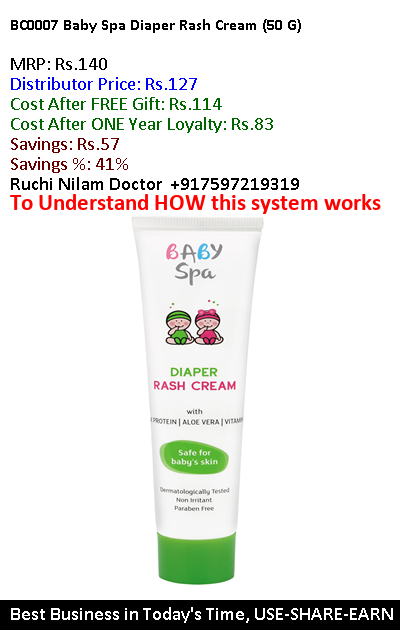 BC0007 Baby Spa Diaper Rash Cream (50 G)
MRP: Rs.140
Distributor Price: Rs.127
Cost After FREE Gift: Rs.114
Cost After ONE Year Loyalty: Rs.83
Savings: Rs.57
Savings %: 41%
Ruchi Nilam Doctor +917597219319
To Understand HOW this system works
BABY
Spa
DIAPER
RASH CREAM
with
PROTEIN | ALOE VERA | VITAMI
Safe for
baby's skin
Dermatologically Tested
Non Irritant
Paraben Free
Best Business in Today's Time, USE-SHARE-EARN